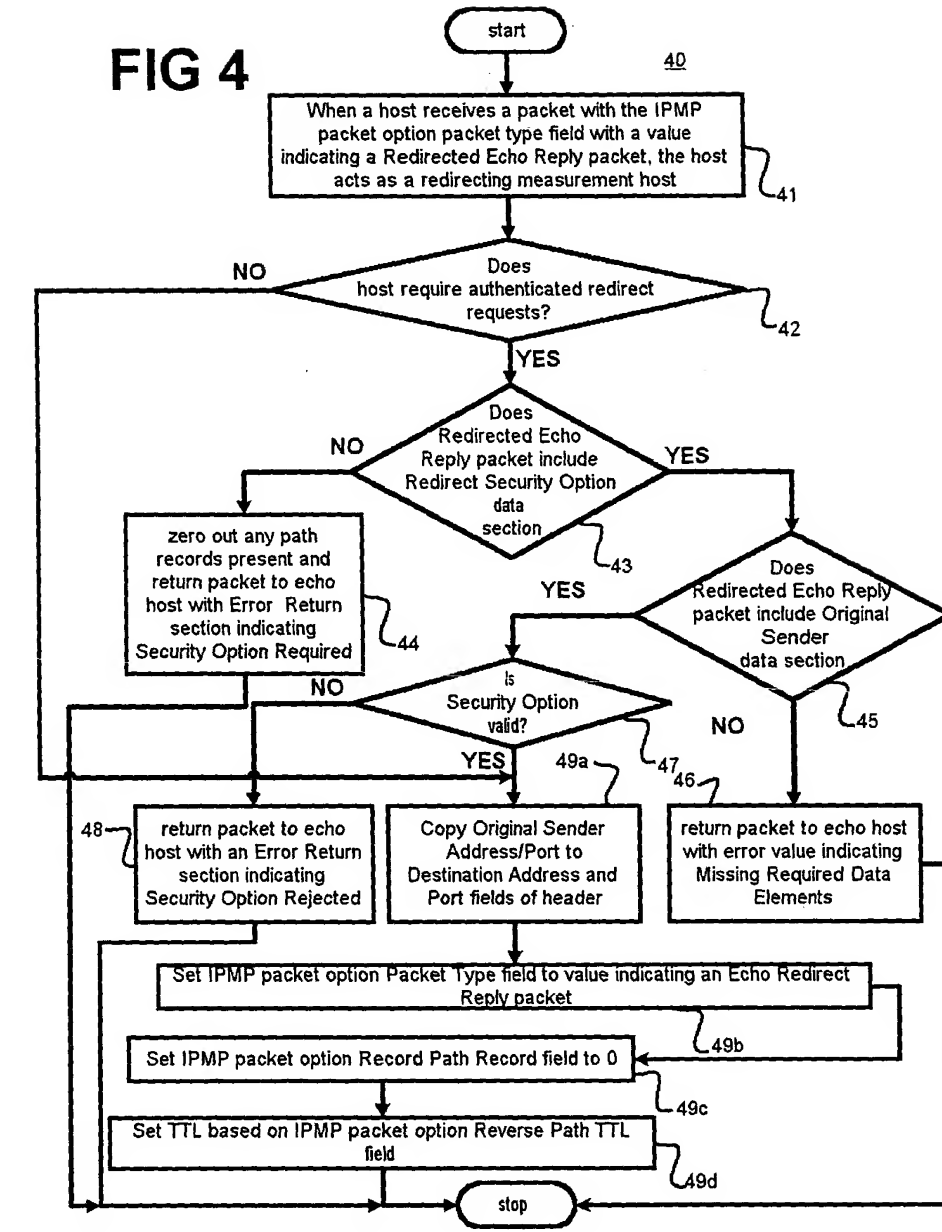 start
FIG 4
40
When a host receives a packet with the IPMP
packet option packet type field with a value
indicating a Redirected Echo Reply packet, the host
acts as a redirecting measurement host
41
NO
Does
host require authenticated redirect
requests?
42
YES
Does
Redirected Echo
Reply packet include
Redirect Security Option
data
section
NO
YES
43
zero out any path
records present and
return packet to echo
host with Error Return
section indicating
Security Option Required
44
YES
Does
Redirected Echo Reply
packet include Original
Sender
data section
45
NO
NO
Is
Security Option
valid?
47
YES
49a
46
48
return packet to echo
host with an Error Return
section indicating
Security Option Rejected
Copy Original Sender
Address/Port to
Destination Address and
Port fields of header
return packet to echo host
with error value indicating
Missing Required Data
Elements
Set IPMP packet option Packet Type field to value indicating an Echo Redirect
Reply packet
49b
Set IPMP packet option Record Path Record field to 0
49c
Set TTL based on IPMP packet option Reverse Path TTL
field
49d
stop